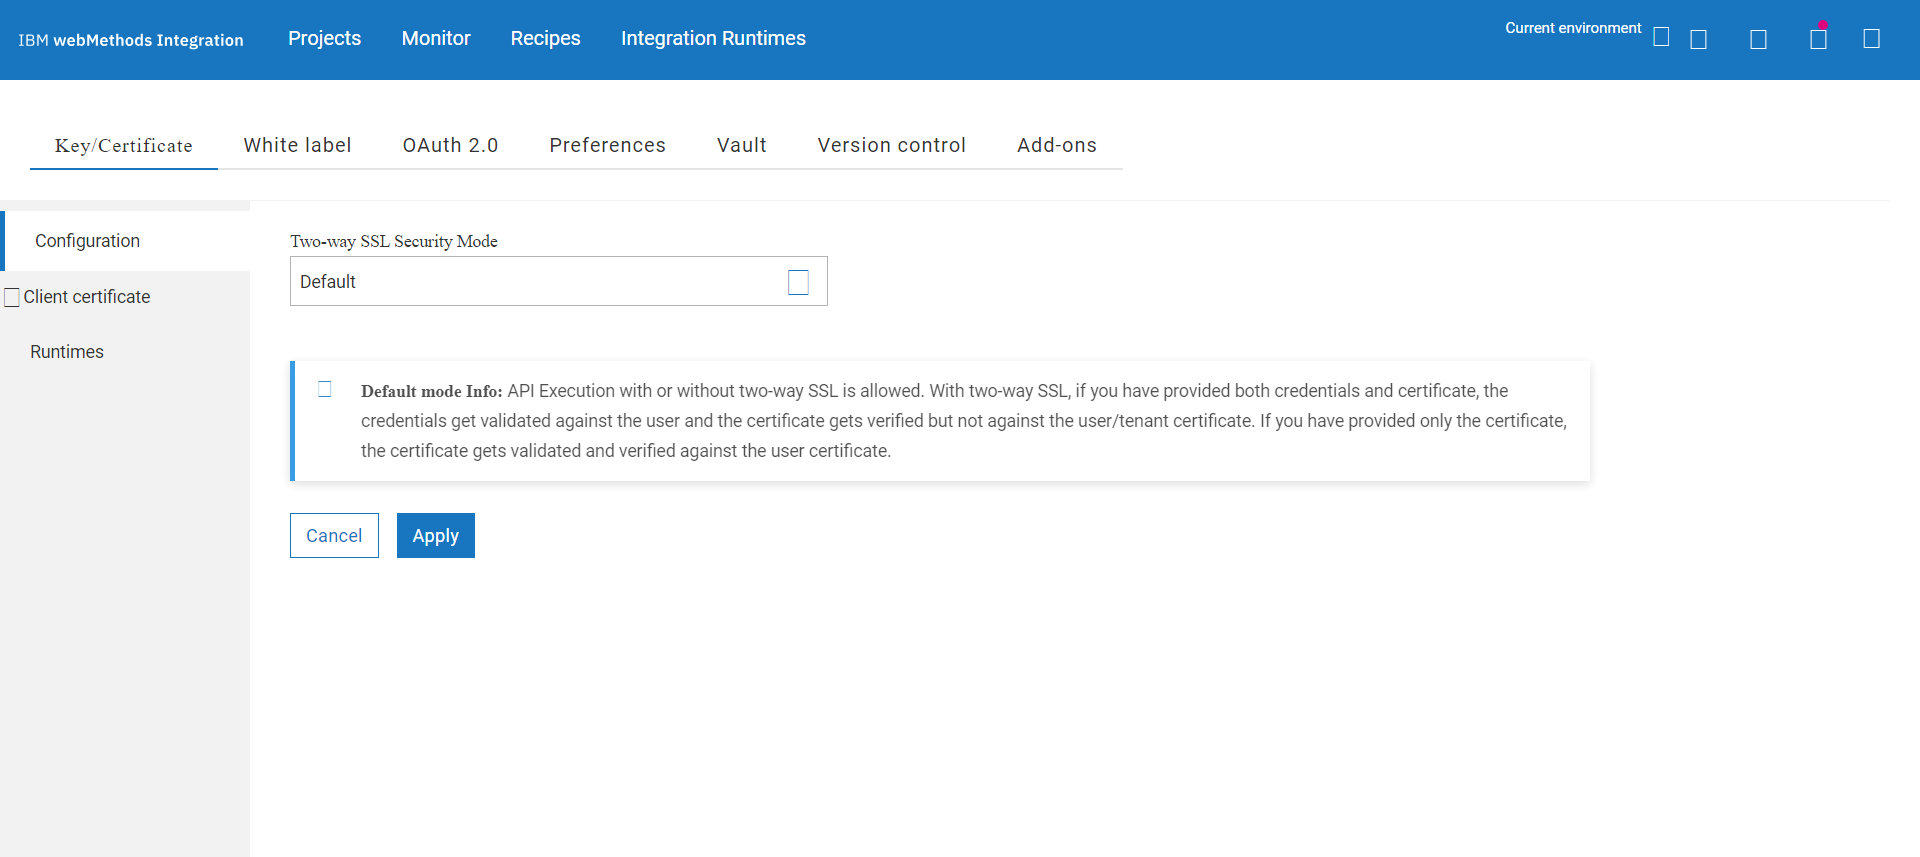 IBM webMethods Integration
Projects
Monitor
Recipes
Integration Runtimes
Current environment
Key/Certificate
White label
OAuth 2.0
Preferences
Vault
Version control
Add-ons
Configuration
Client certificate
Runtimes
Two-way SSL Security Mode
Default
Default mode Info: API Execution with or without two-way SSL is allowed. With two-way SSL, if you have provided both credentials and certificate, the
credentials get validated against the user and the certificate gets verified but not against the user/tenant certificate. If you have provided only the certificate,
the certificate gets validated and verified against the user certificate.
Cancel
Apply